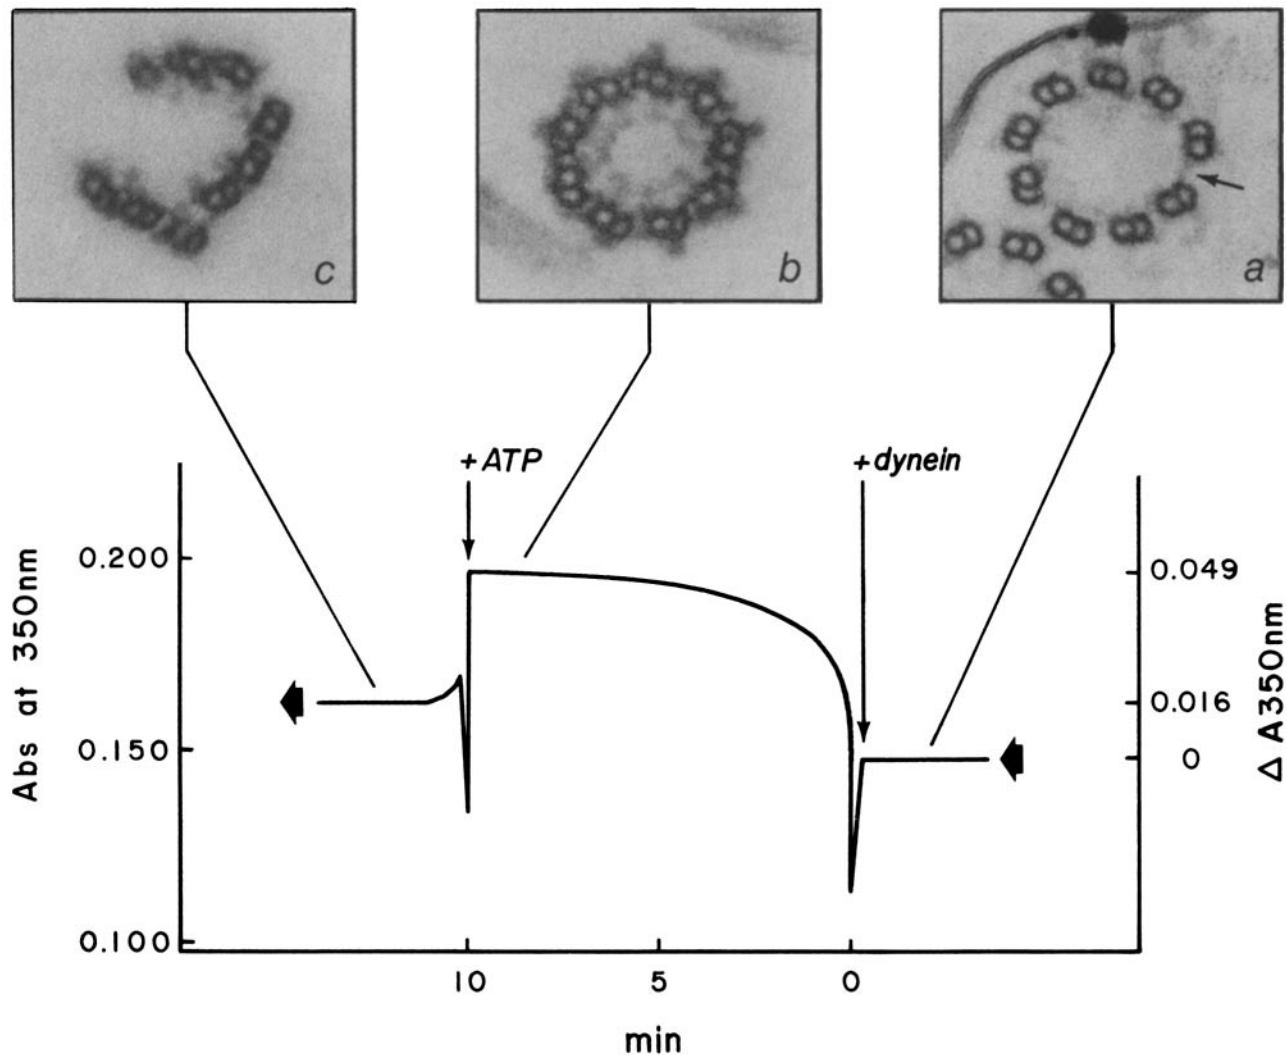 c
b
a
+ATP
+dynein
0.200
0.150
0.100
Abs at 350nm
0.049
0.016
0
Δ A350nm
10
5
0
min